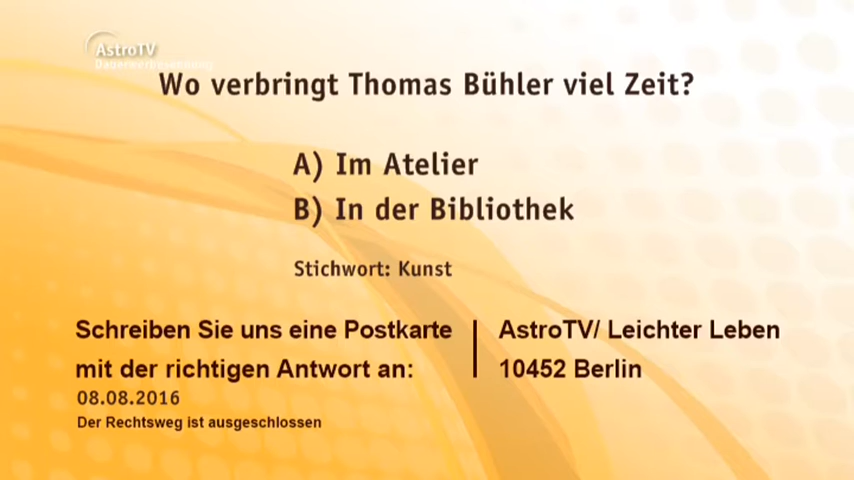 AstroTV
Dauerwerbesendung
Wo verbringt Thomas Bühler viel Zeit?
A) Im Atelier
B) In der Bibliothek
Stichwort: Kunst
Schreiben Sie uns eine Postkarte
mit der richtigen Antwort an:
AstroTV/ Leichter Leben
10452 Berlin
08.08.2016
Der Rechtsweg ist ausgeschlossen